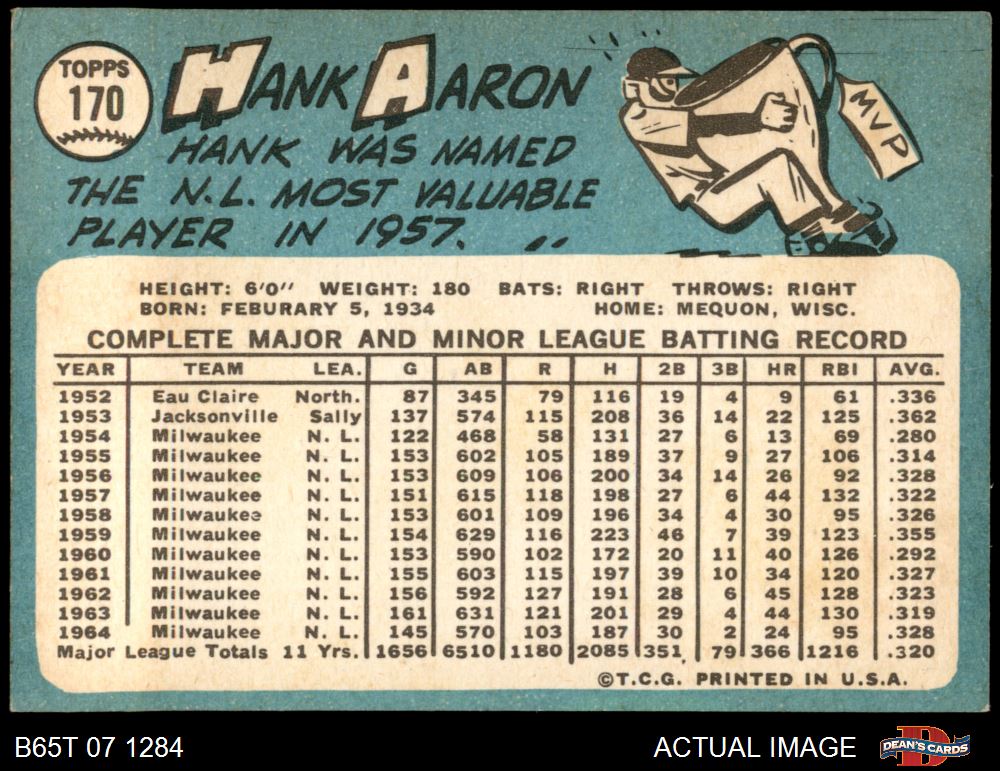 TOPPS
170
HANK AARON
MVP
HANK WAS NAMED
THE N.L. MOST VALUABLE
PLAYER IN 1957. ..
HEIGHT: 6'0" WEIGHT: 180 BATS: RIGHT THROWS: RIGHT
BORN: FEBURARY 5, 1934 HOME: MEQUON, WISC.
COMPLETE MAJOR AND MINOR LEAGUE BATTING RECORD
YEAR TEAM LEA. G AB R H 2B 3B HR RBI AVG.
1952 Eau Claire North. 87 345 79 116 19 4 9 61 .336
1953 Jacksonville Sally 137 574 115 208 36 14 22 125 .362
1954 Milwaukee N. L. 122 468 58 131 27 6 13 69 .280
1955 Milwaukee N. L. 153 602 105 189 37 9 27 106 .314
1956 Milwaukee N. L. 153 609 106 200 34 14 26 92 .328
1957 Milwaukee N. L. 151 615 118 198 27 6 44 132 .322
1958 Milwaukee N. L. 153 601 109 196 34 4 30 95 .326
1959 Milwaukee N. L. 154 629 116 223 46 7 39 123 .355
1960 Milwaukee N. L. 153 590 102 172 20 11 40 126 .292
1961 Milwaukee N. L. 155 603 115 197 39 10 34 120 .327
1962 Milwaukee N. L. 156 592 127 191 28 6 45 128 .323
1963 Milwaukee N. L. 161 631 121 201 29 4 44 130 .319
1964 Milwaukee N. L. 145 570 103 187 30 2 24 95 .328
Major League Totals 11 Yrs. 1656 6510 1180 2085 351 79 366 1216 .320
©T.C.G. PRINTED IN U.S.A.
B65T 07 1284 ACTUAL IMAGE DEAN'S CARDS